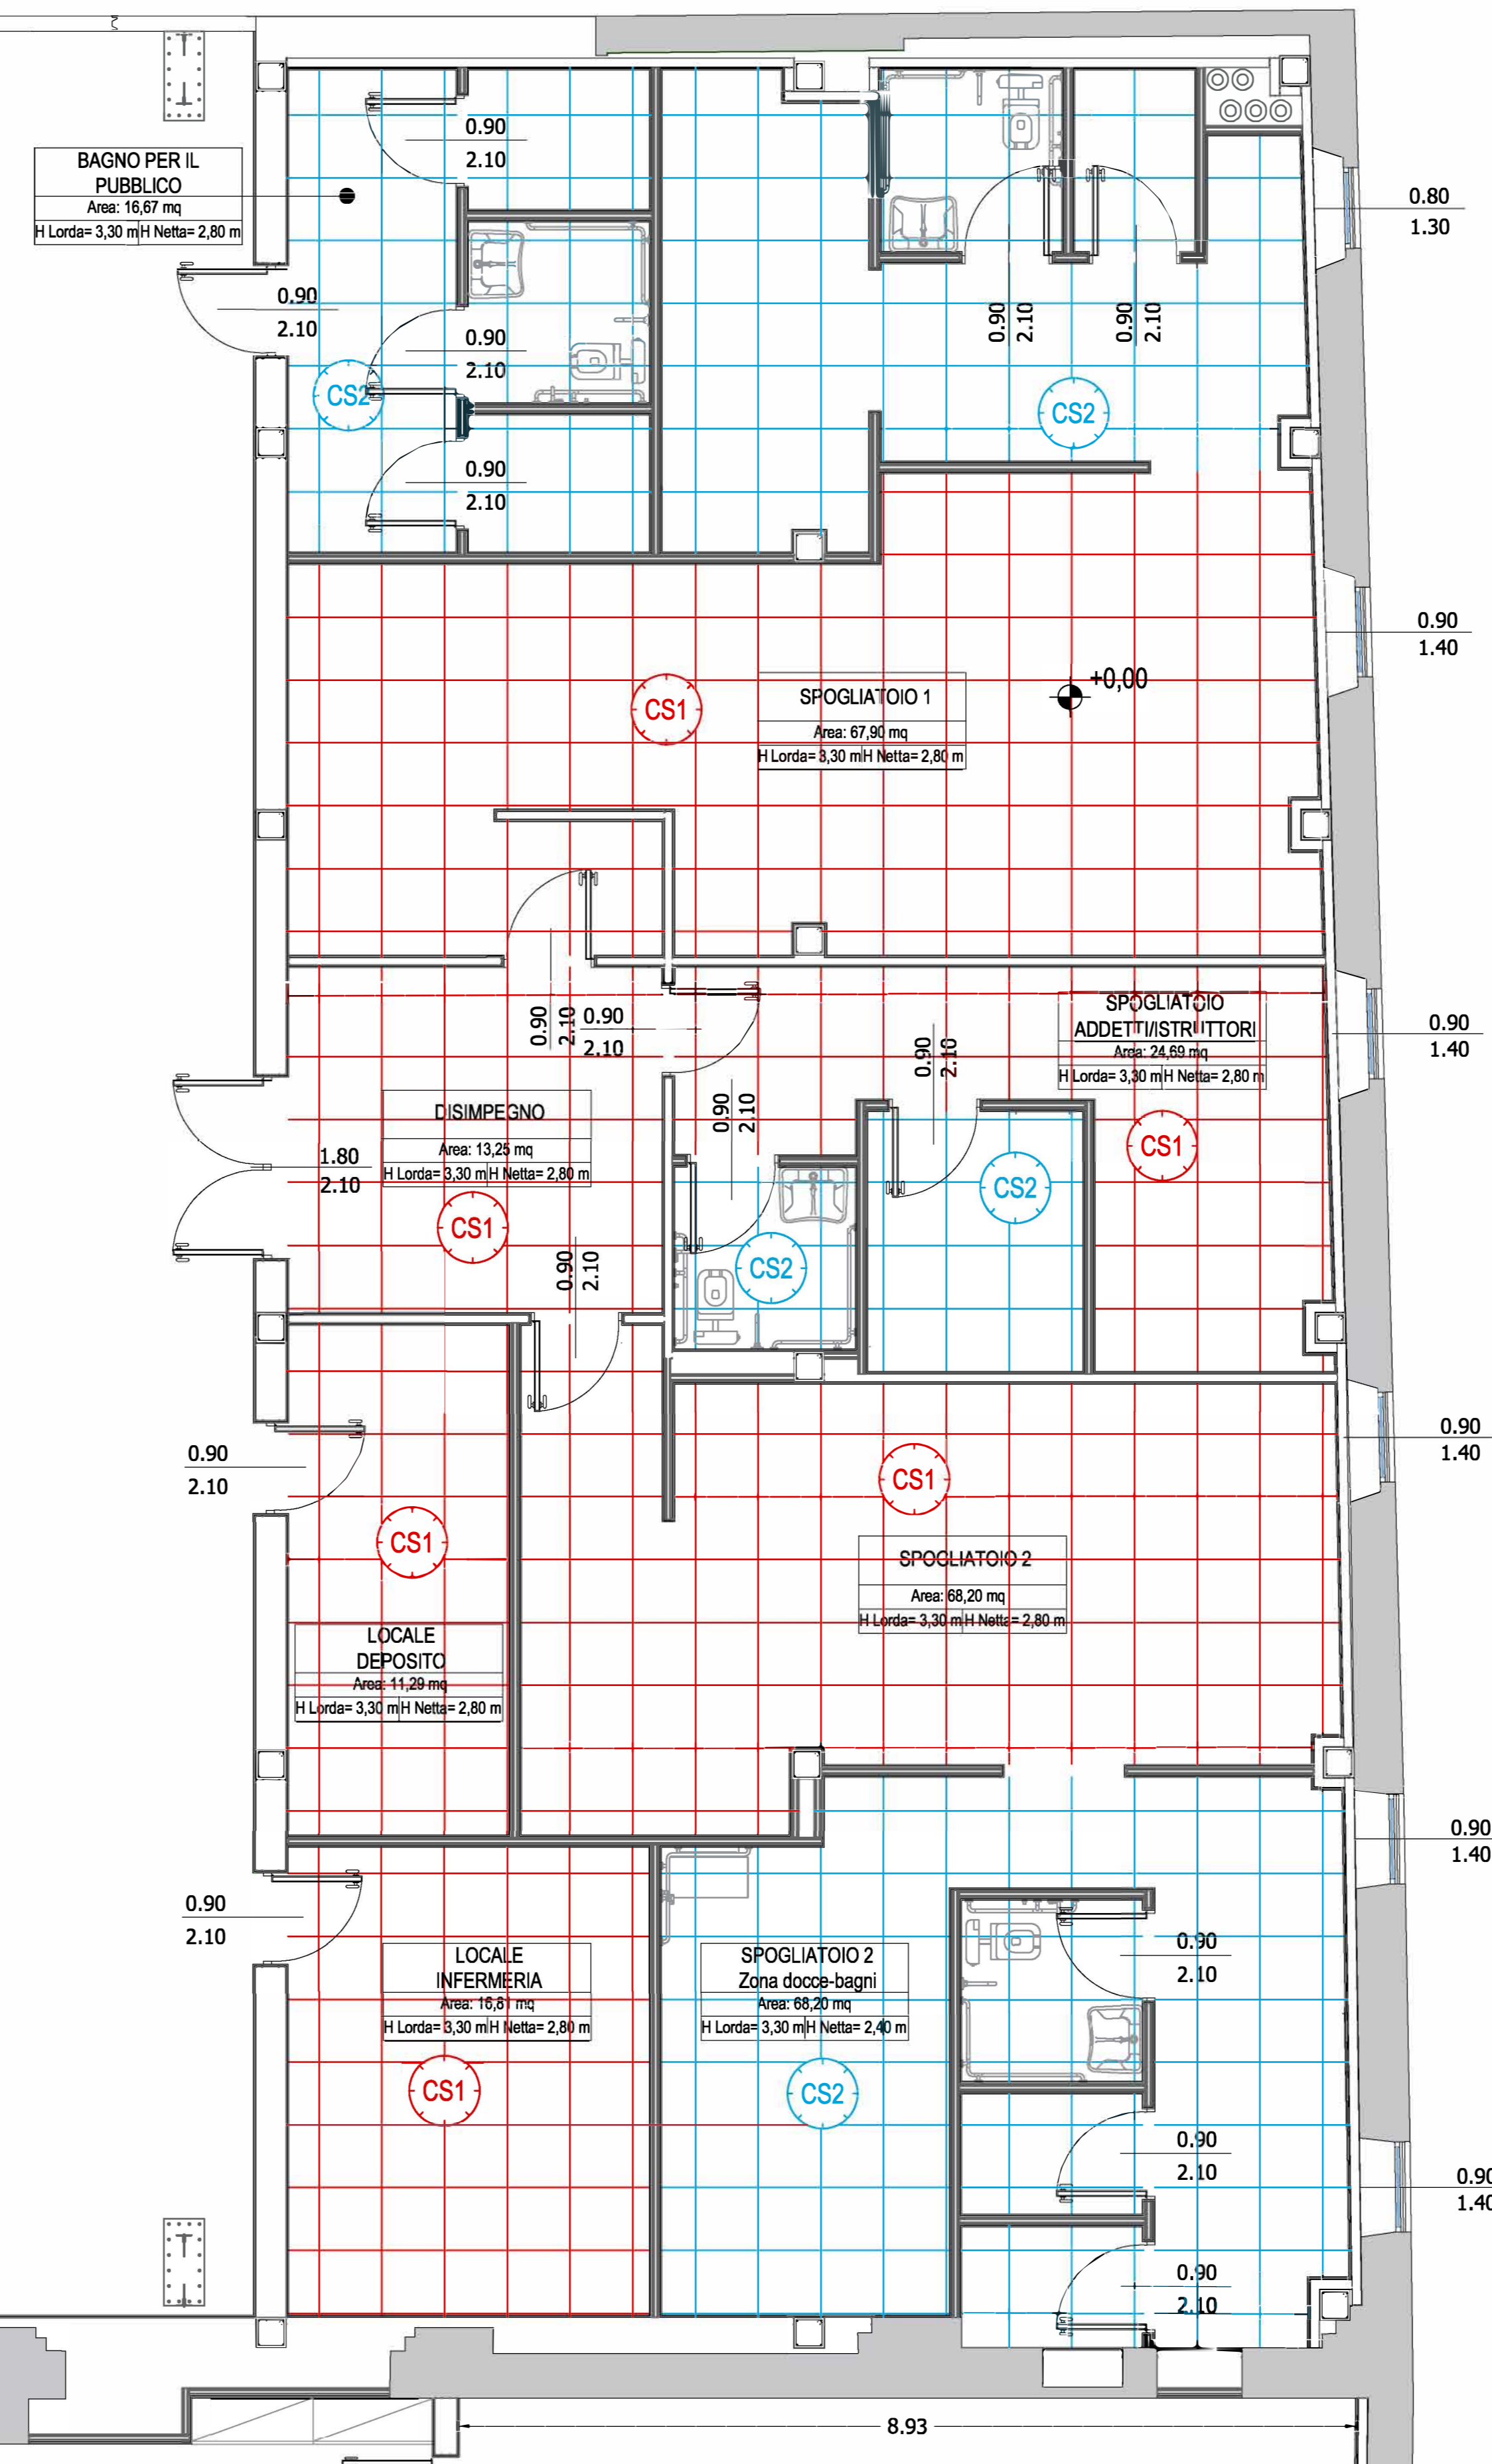 0.90
2.10
BAGNO PER IL
PUBBLICO
Area: 16,67 mq
H Lorda= 3,30 m H Netta= 2,80 m
0.80
1.30
0.90
2.10
0.90
2.10
0.90
2.10
0.90
2.10
CS2
CS2
0.90
2.10
0.90
1.40
+0,00
SPOGLIATOIO 1
Area: 67,90 mq
H Lorda= 3,30 m H Netta= 2,80 m
CS1
0.90
2.10
0.90
2.10
SPOGLIATOIO
ADDETTI/ISTRUTTORI
Area: 24,69 mq
H Lorda= 3,30 m H Netta= 2,80 m
0.90
1.40
0.90
2.10
0.90
2.10
DISIMPEGNO
Area: 13,25 mq
H Lorda= 3,30 m H Netta= 2,80 m
CS1
1.80
2.10
CS2
CS1
0.90
2.10
CS2
0.90
2.10
CS1
0.90
1.40
CS1
SPOGLIATOIO 2
Area: 68,20 mq
H Lorda= 3,30 m H Netta= 2,80 m
LOCALE
DEPOSITO
Area: 11,29 mq
H Lorda= 3,30 m H Netta= 2,80 m
0.90
1.40
0.90
2.10
LOCALE
INFERMERIA
Area: 16,81 mq
H Lorda= 3,30 m H Netta= 2,80 m
SPOGLIATOIO 2
Zona docce-bagni
Area: 68,20 mq
H Lorda= 3,30 m H Netta= 2,40 m
0.90
2.10
CS1
CS2
0.90
2.10
0.90
1.40
0.90
2.10
8.93